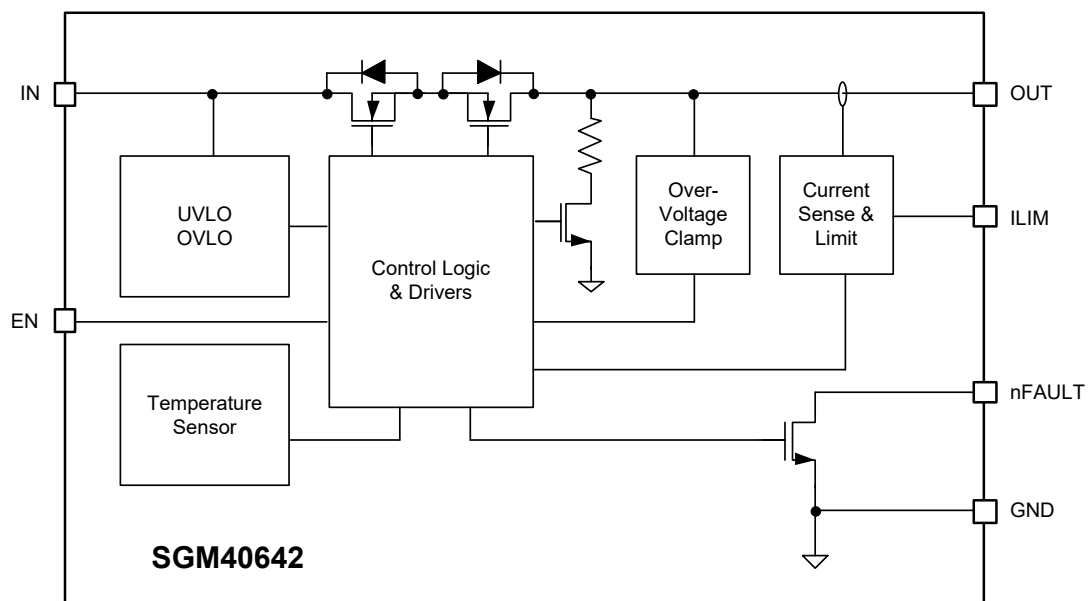 IN
OUT
UVLO
OVLO
Over-
Voltage
Clamp
Current
Sense &
Limit
ILIM
Control Logic
& Drivers
EN
Temperature
Sensor
nFAULT
GND
SGM40642